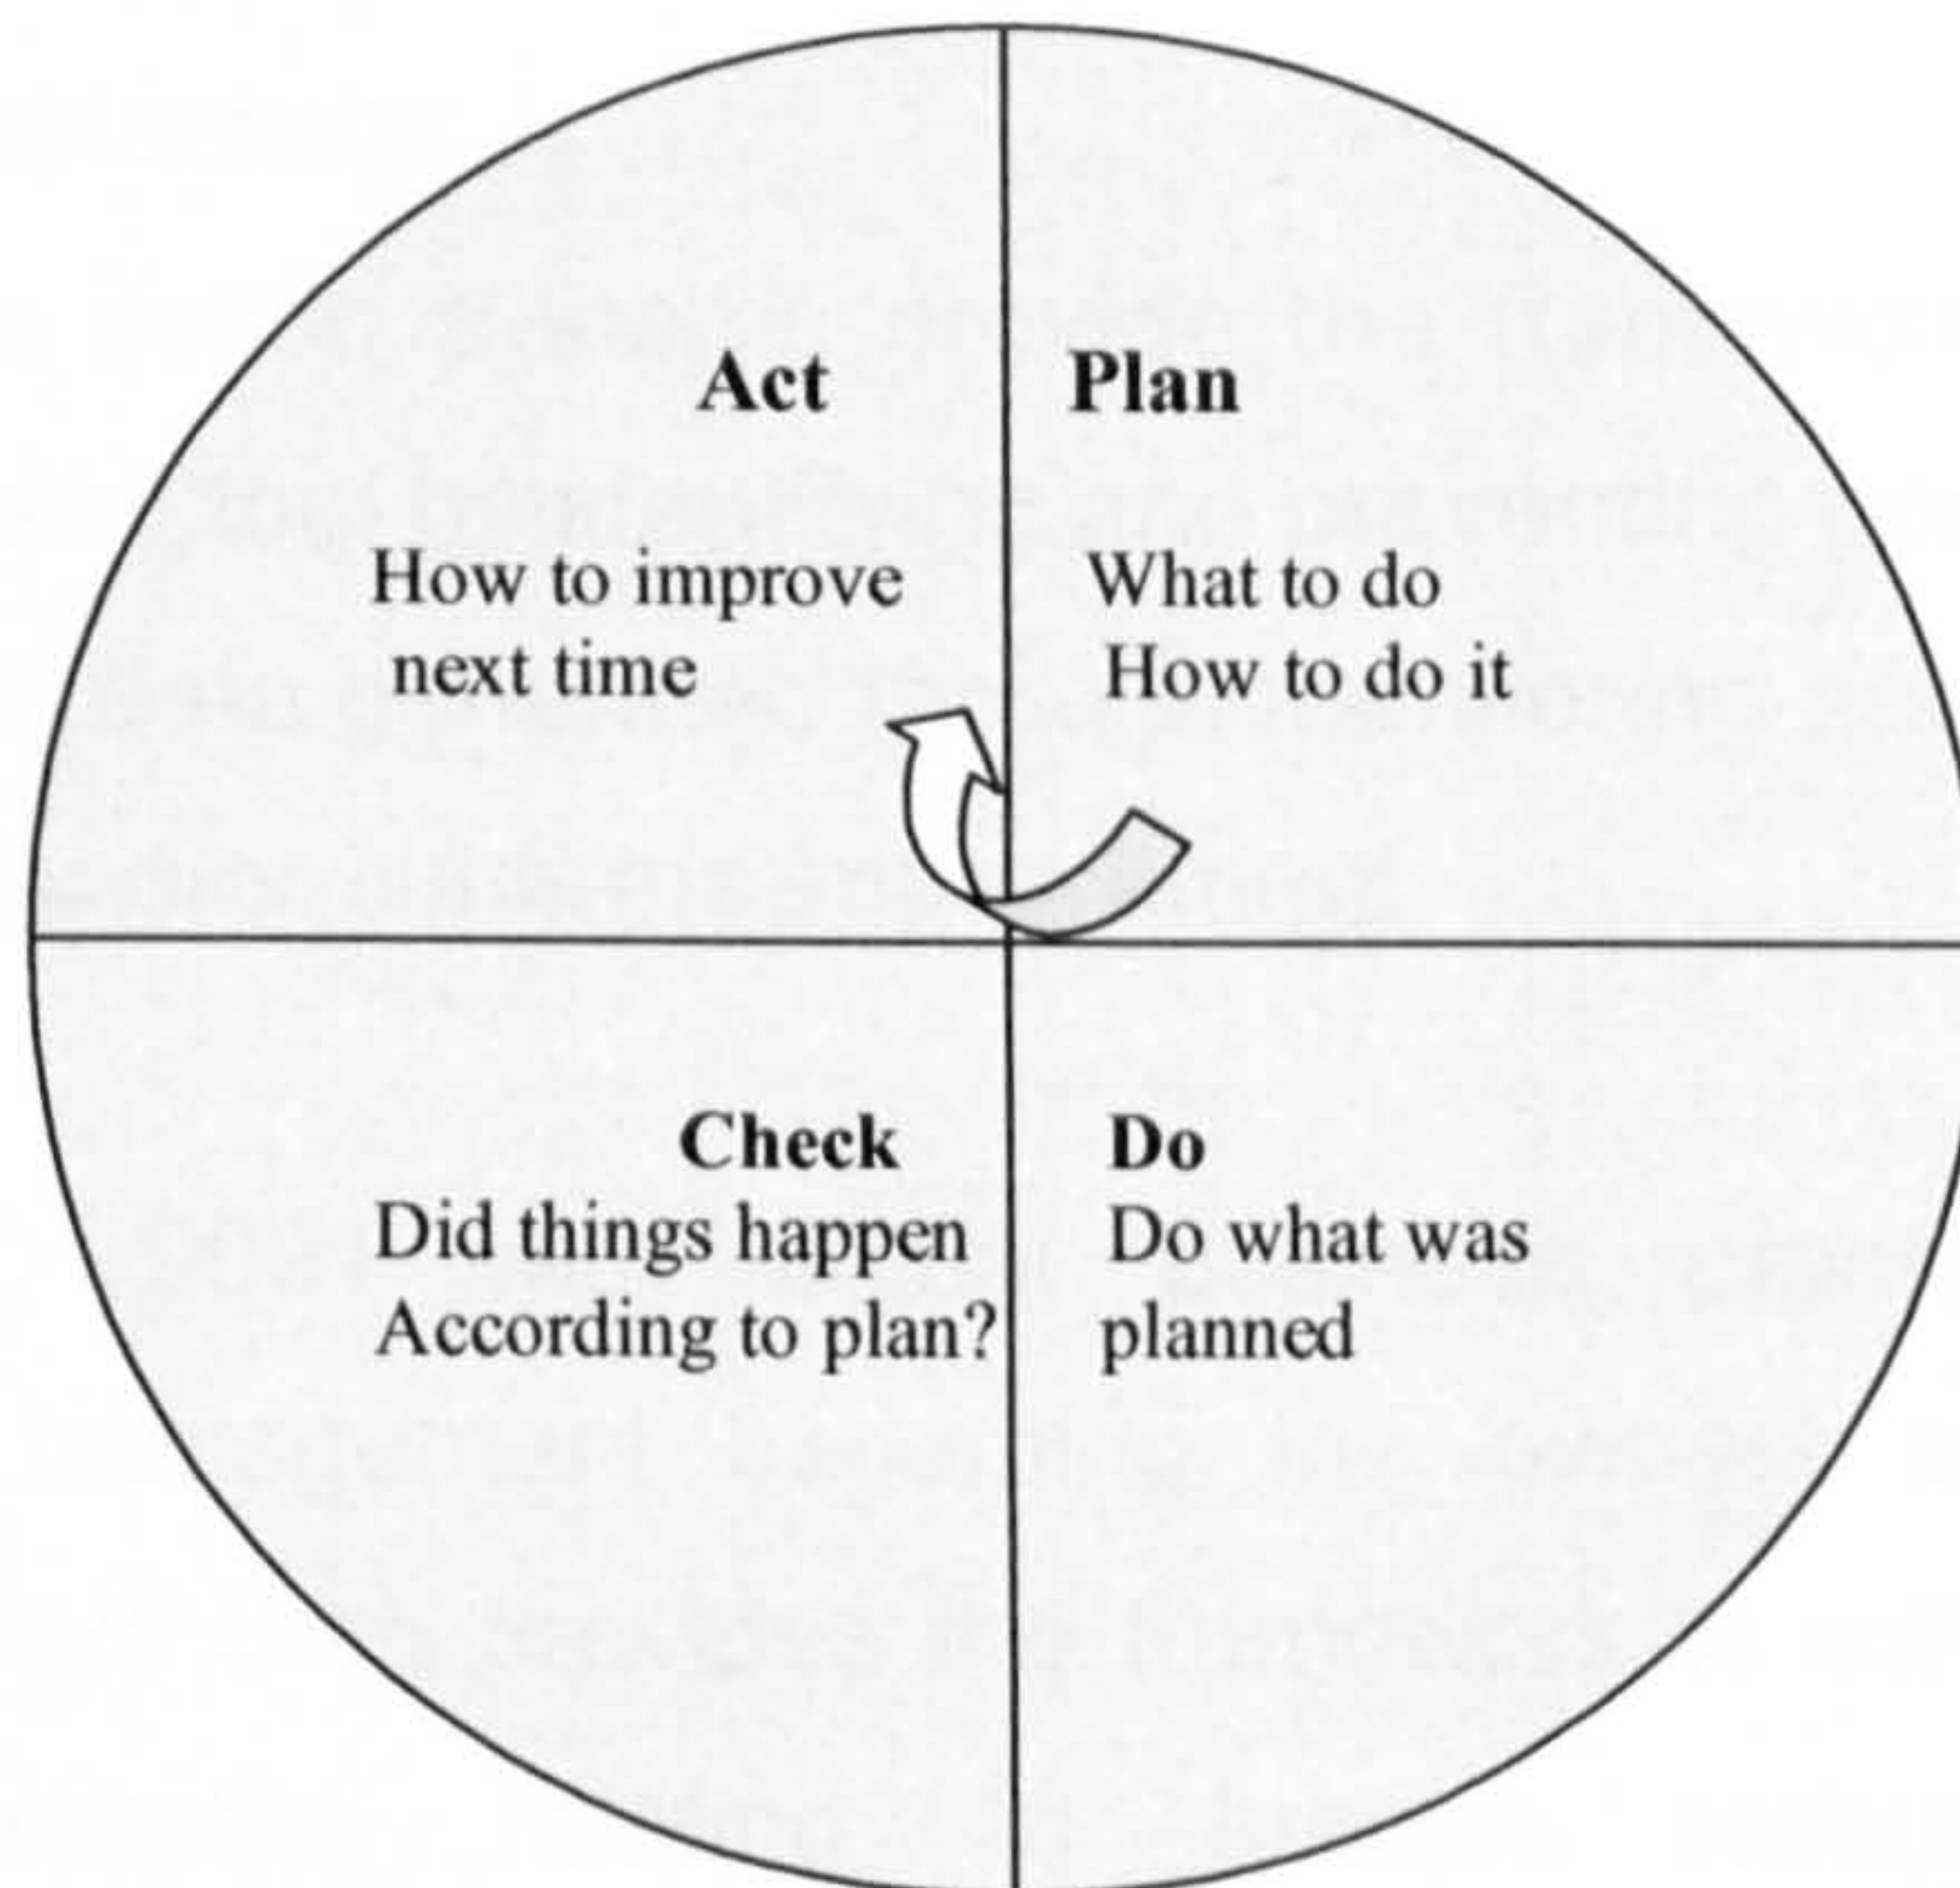 Act
How to improve
next time
Plan
What to do
How to do it
Check
Did things happen
According to plan?
Do
Do what was
planned